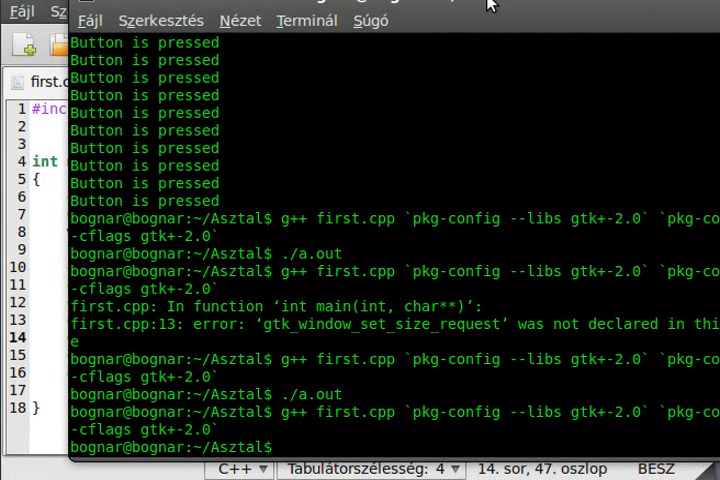 Fájl Sz
Fájl Szerkesztés Nézet Terminál Súgó
first.c
1 #inc
2
3
4 int
5 {
6
7
8
9
10
11
12
13
14
15
16
17
18 }
Button is pressed
Button is pressed
Button is pressed
Button is pressed
Button is pressed
Button is pressed
Button is pressed
Button is pressed
Button is pressed
Button is pressed
bognar@bognar:~/Asztal$ g++ first.cpp `pkg-config --libs gtk+-2.0` `pkg-co
-cflags gtk+-2.0`
bognar@bognar:~/Asztal$ ./a.out
bognar@bognar:~/Asztal$ g++ first.cpp `pkg-config --libs gtk+-2.0` `pkg-co
-cflags gtk+-2.0`
first.cpp: In function ‘int main(int, char**)’:
first.cpp:13: error: ‘gtk_window_set_size_request’ was not declared in thi
e
bognar@bognar:~/Asztal$ g++ first.cpp `pkg-config --libs gtk+-2.0` `pkg-co
-cflags gtk+-2.0`
bognar@bognar:~/Asztal$ ./a.out
bognar@bognar:~/Asztal$ g++ first.cpp `pkg-config --libs gtk+-2.0` `pkg-co
-cflags gtk+-2.0`
bognar@bognar:~/Asztal$
C++ Tabulátorszélesség: 4 14. sor, 47. oszlop BESZ